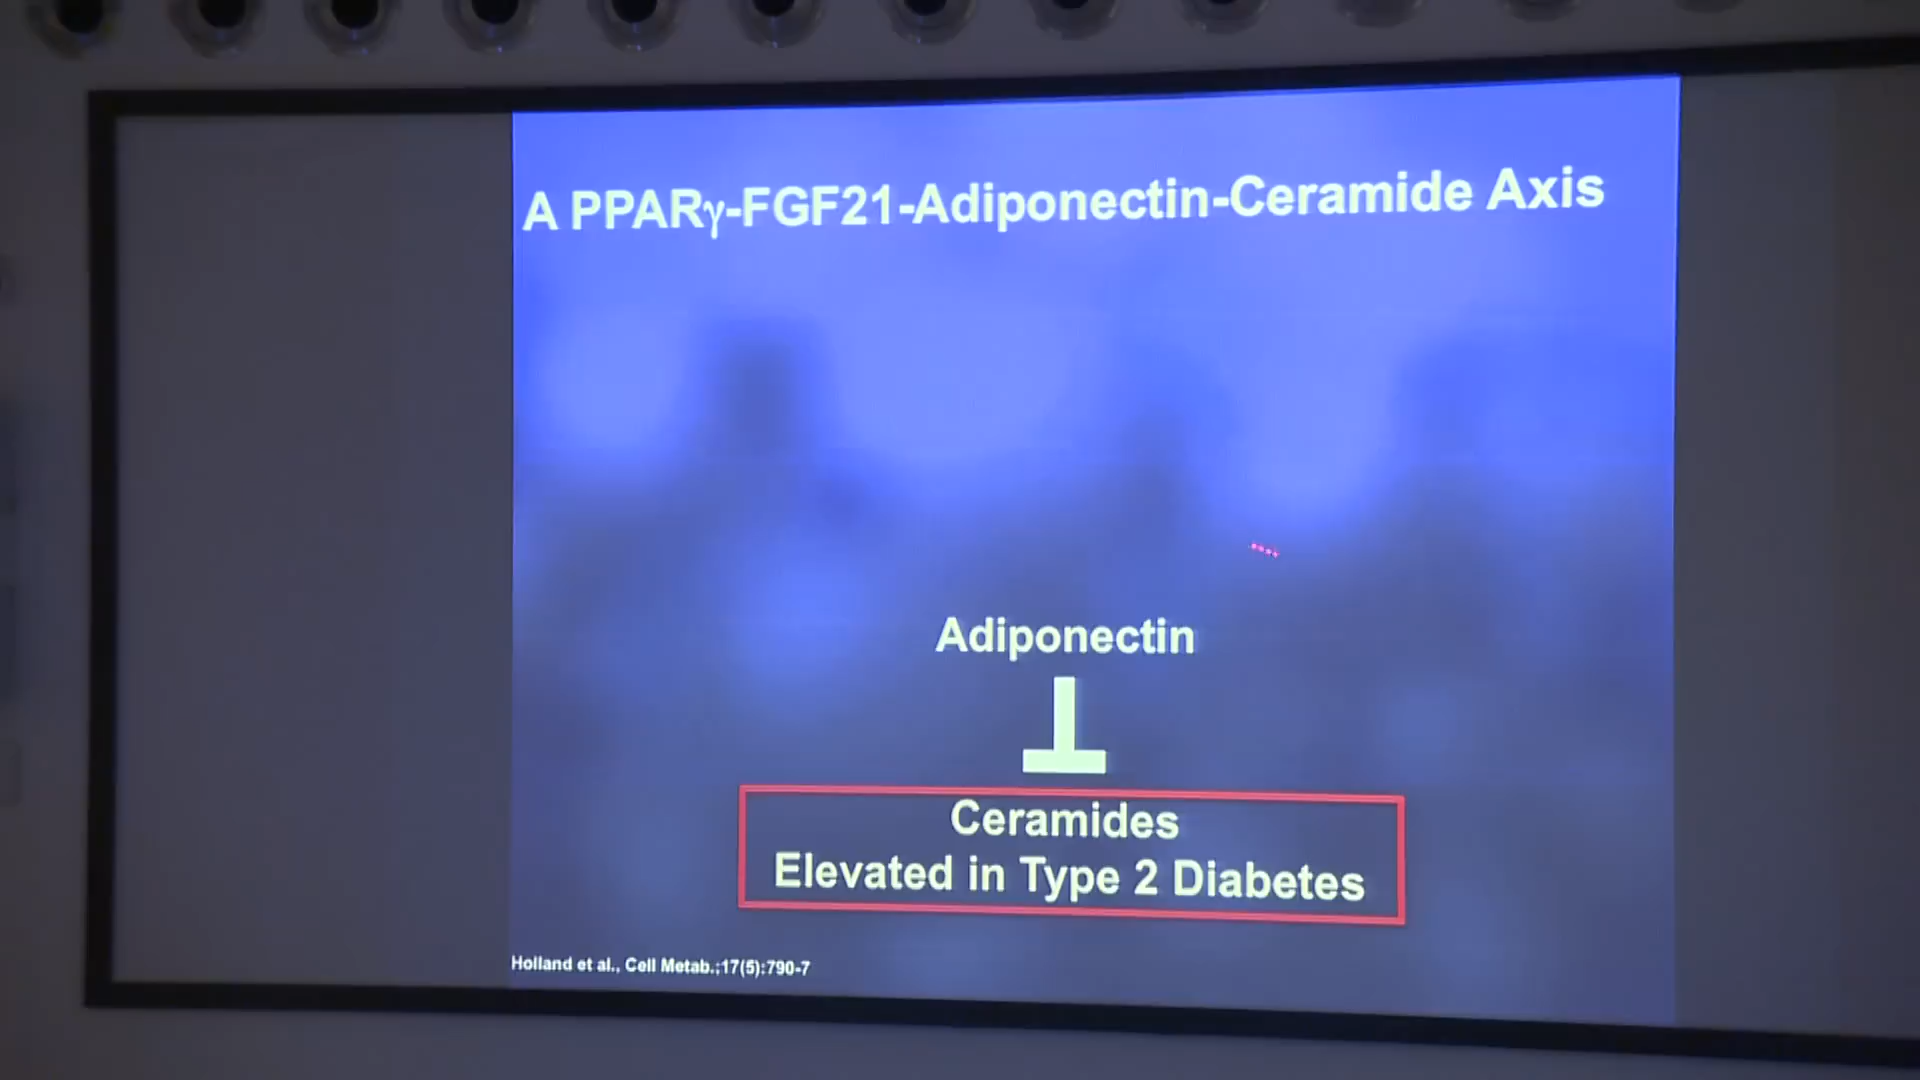 A PPARγ-FGF21-Adiponectin-Ceramide Axis
Adiponectin
Ceramides
Elevated in Type 2 Diabetes
Holland et al., Cell Metab.;17(5):790-7